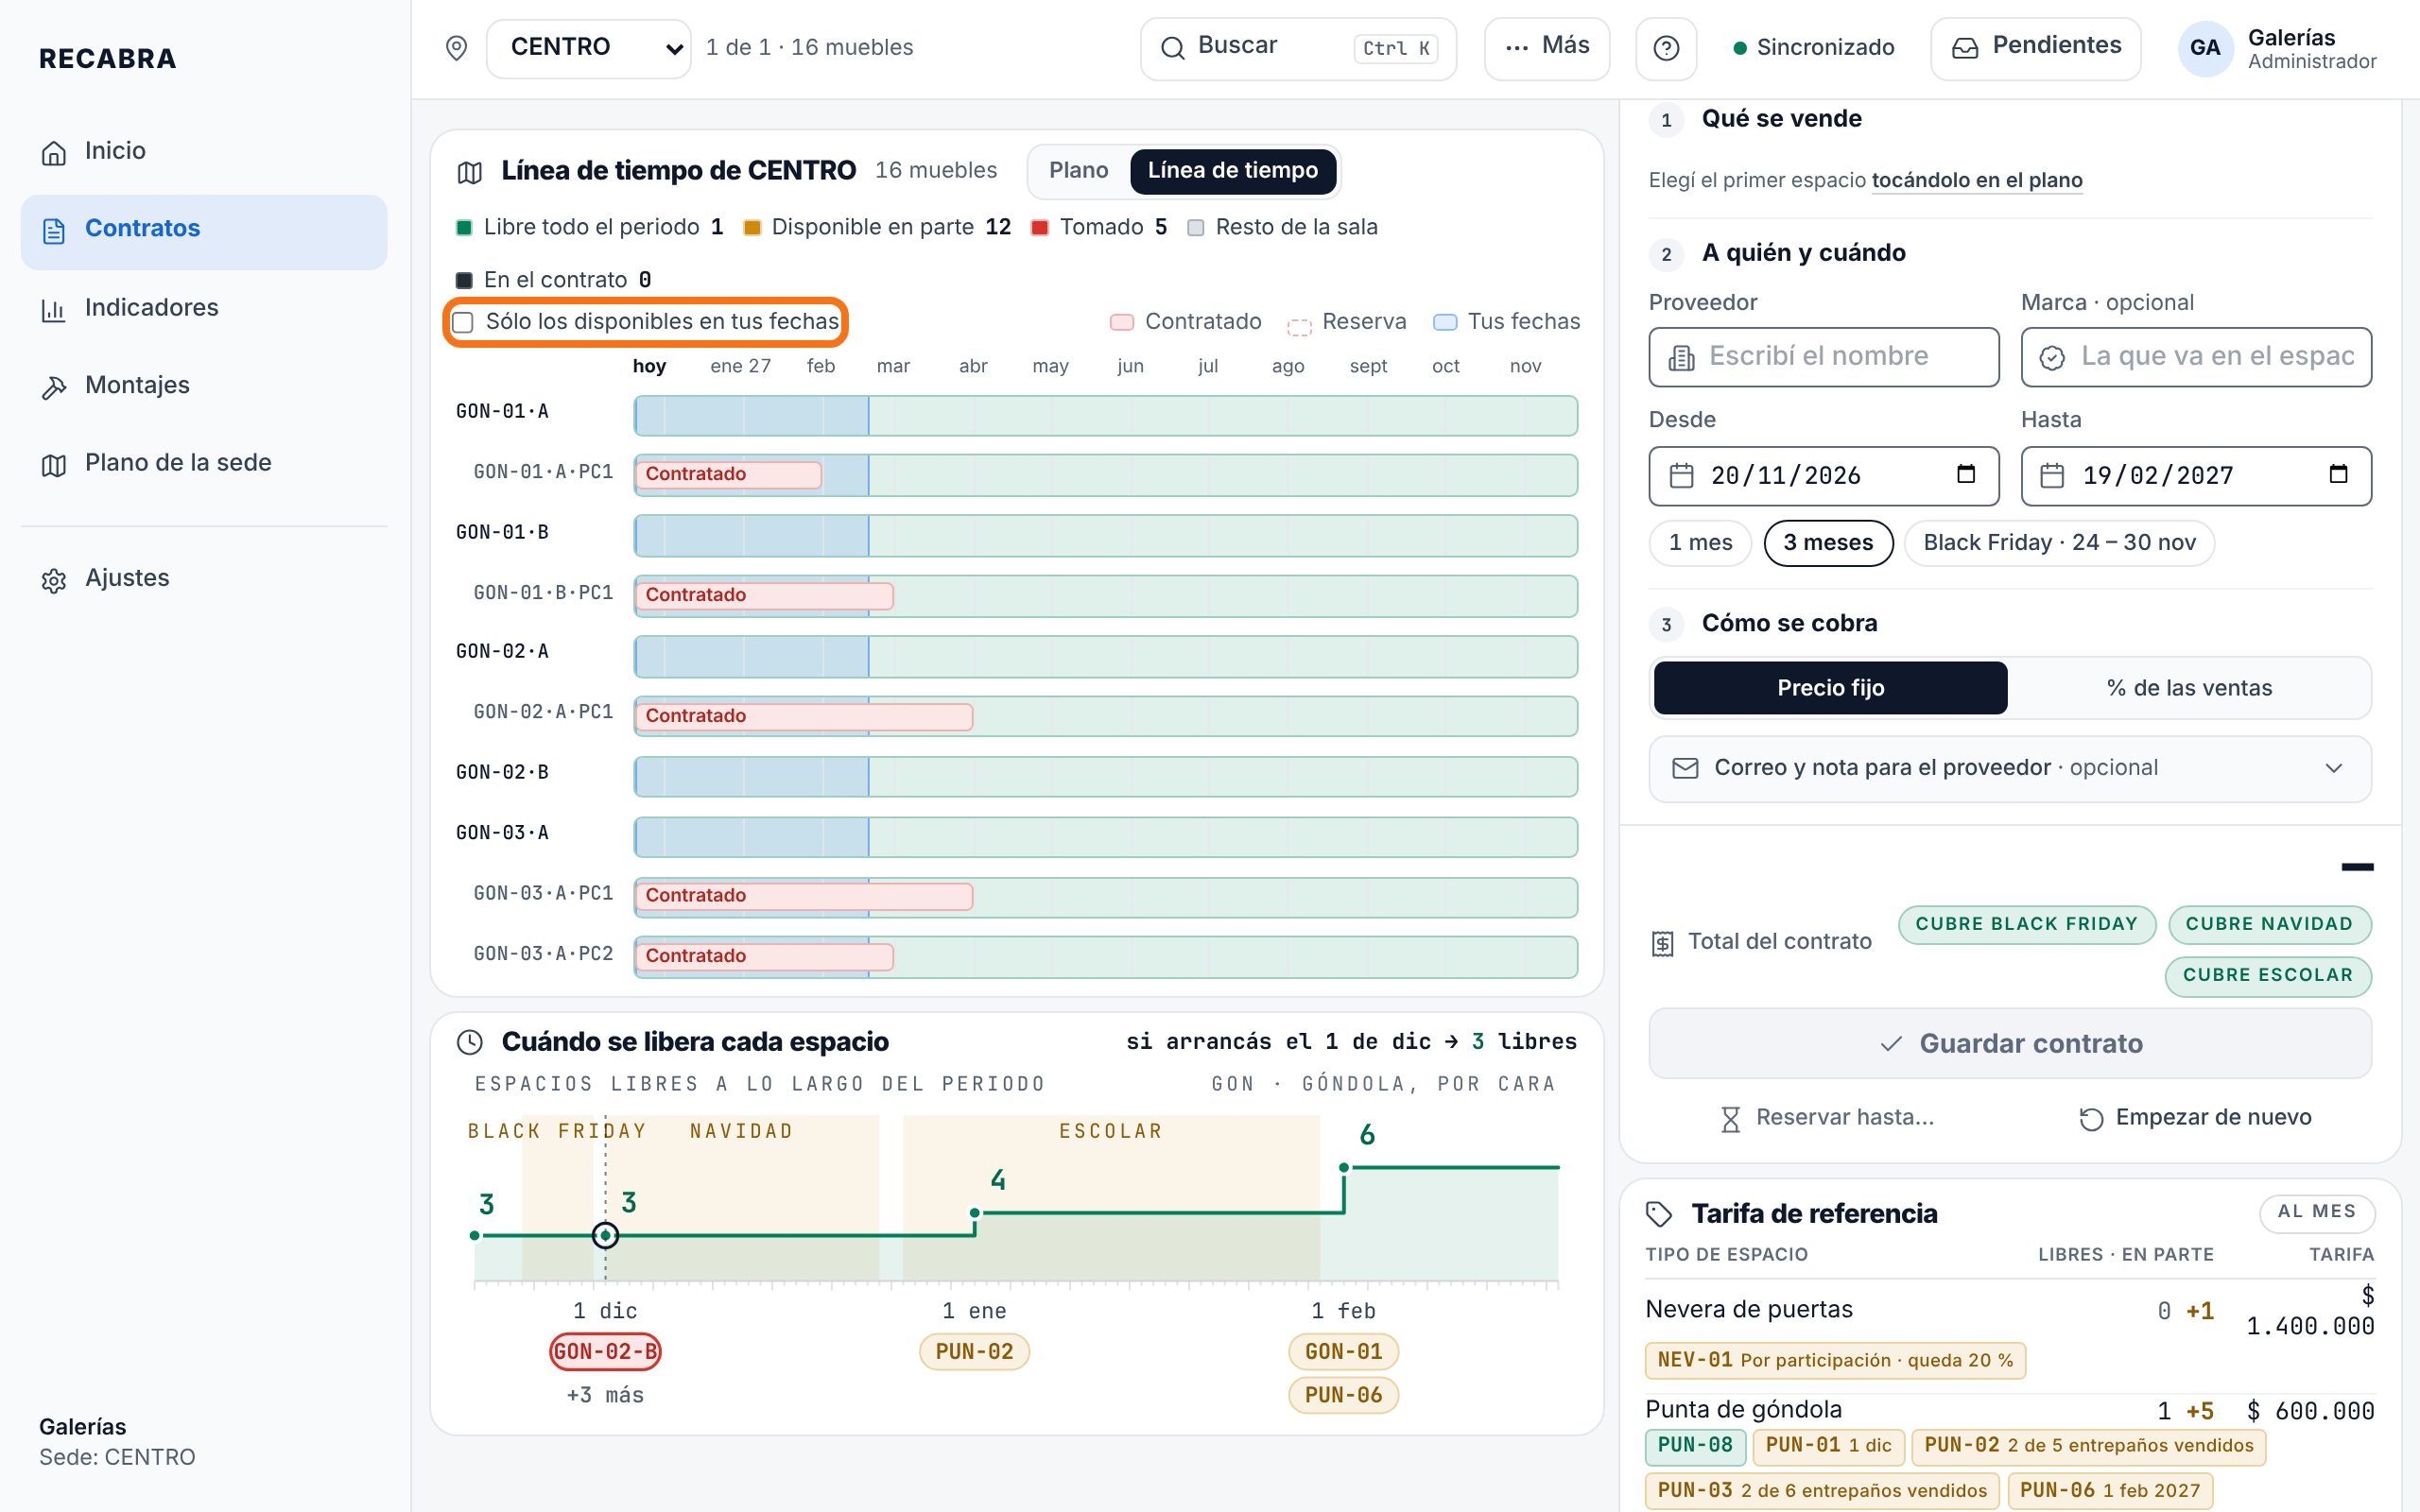 RECABRA
Inicio
Contratos
Indicadores
Montajes
Plano de la sede
Ajustes
Galerías
Sede: CENTRO
CENTRO
1 de 1 · 16 muebles
Buscar
Ctrl K
··· Más
Sincronizado
Pendientes
GA
Galerías
Administrador
Línea de tiempo de CENTRO
16 muebles
Plano
Línea de tiempo
Libre todo el periodo 1
Disponible en parte 12
Tomado 5
Resto de la sala
En el contrato 0
Sólo los disponibles en tus fechas
Contratado
Reserva
Tus fechas
hoy ene 27 feb mar abr may jun jul ago sept oct nov
GON-01·A
GON-01·A·PC1 Contratado
GON-01·B
GON-01·B·PC1 Contratado
GON-02·A
GON-02·A·PC1 Contratado
GON-02·B
GON-03·A
GON-03·A·PC1 Contratado
GON-03·A·PC2 Contratado
Cuándo se libera cada espacio
si arrancás el 1 de dic → 3 libres
ESPACIOS LIBRES A LO LARGO DEL PERIODO
GON · GÓNDOLA, POR CARA
BLACK FRIDAY NAVIDAD ESCOLAR
3 3 4 6
1 dic 1 ene 1 feb
GON-02-B PUN-02 GON-01
+3 más PUN-06
1 Qué se vende
Elegí el primer espacio tocándolo en el plano
2 A quién y cuándo
Proveedor
Marca · opcional
Escribí el nombre
La que va en el espac
Desde
Hasta
20/11/2026
19/02/2027
1 mes
3 meses
Black Friday · 24 – 30 nov
3 Cómo se cobra
Precio fijo
% de las ventas
Correo y nota para el proveedor · opcional
—
Total del contrato
CUBRE BLACK FRIDAY
CUBRE NAVIDAD
CUBRE ESCOLAR
Guardar contrato
Reservar hasta...
Empezar de nuevo
Tarifa de referencia
AL MES
TIPO DE ESPACIO LIBRES · EN PARTE TARIFA
Nevera de puertas 0 +1 $ 1.400.000
NEV-01 Por participación · queda 20 %
Punta de góndola 1 +5 $ 600.000
PUN-08
PUN-01 1 dic
PUN-02 2 de 5 entrepaños vendidos
PUN-03 2 de 6 entrepaños vendidos
PUN-06 1 feb 2027